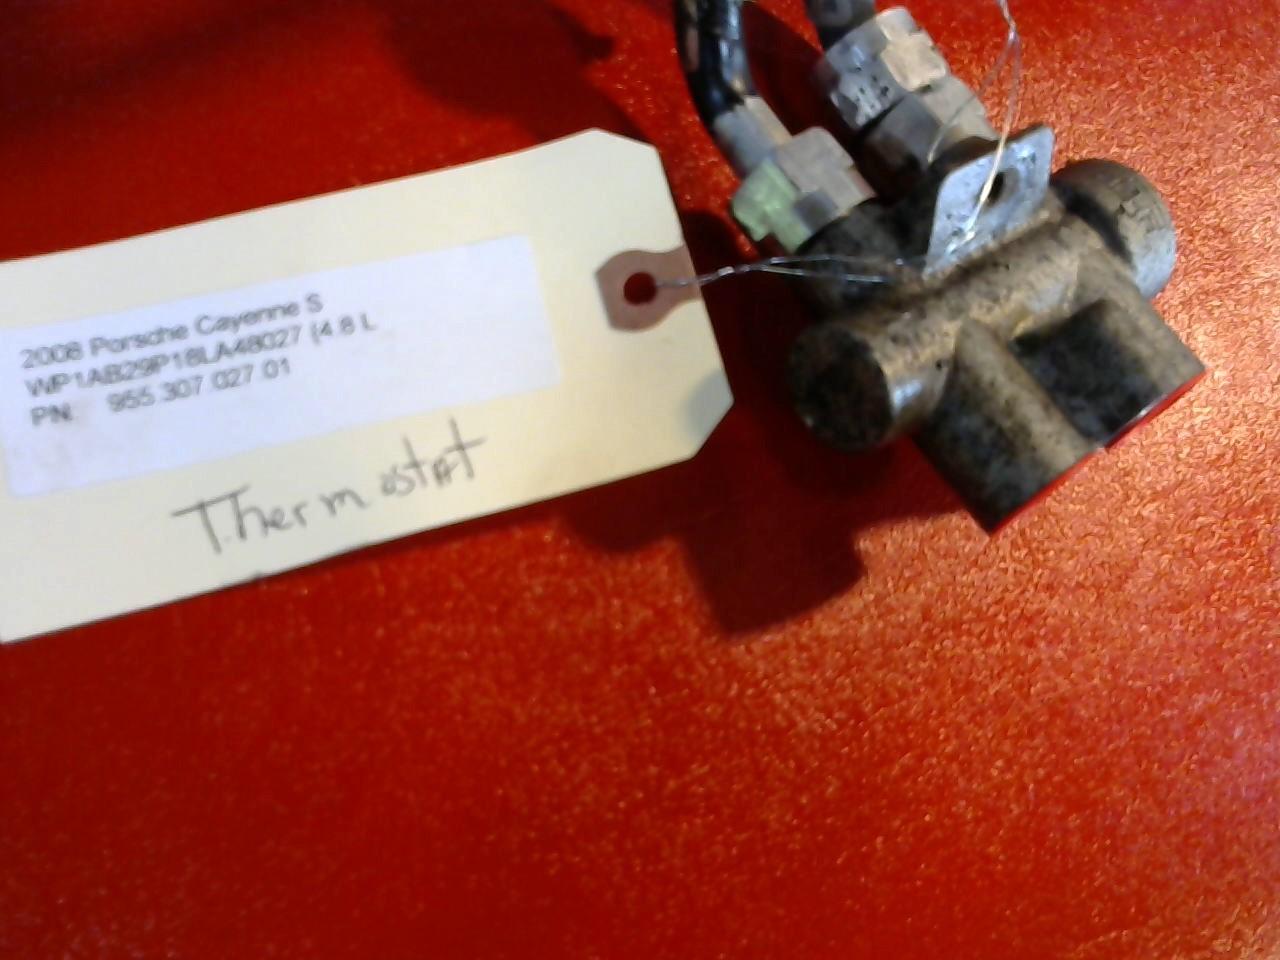 2008 Porsche Cayenne S
WP1AB29P18LA48027 (4.8 L
PN: 955.307.027.01
Thermostat